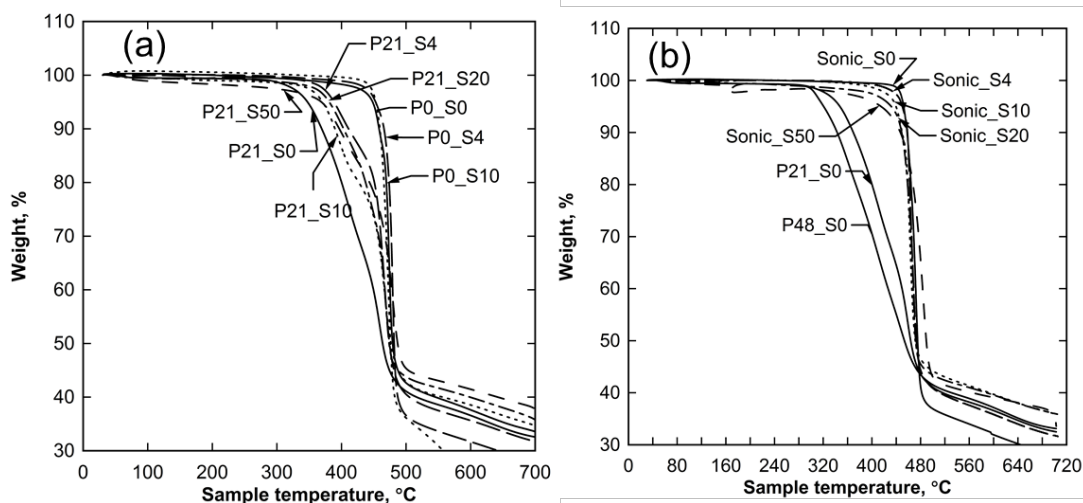 (a)
110
100
90
80
70
60
50
40
30
Weight, %
P21_S4
P21_S20
P0_S0
P21_S50
P0_S4
P21_S0
P0_S10
P21_S10
0 100 200 300 400 500 600 700
Sample temperature, °C
(b)
110
100
90
80
70
60
50
40
30
Weight, %
Sonic_S0
Sonic_S4
Sonic_S10
Sonic_S50
Sonic_S20
P21_S0
P48_S0
0 80 160 240 320 400 480 560 640 720
Sample temperature, °C